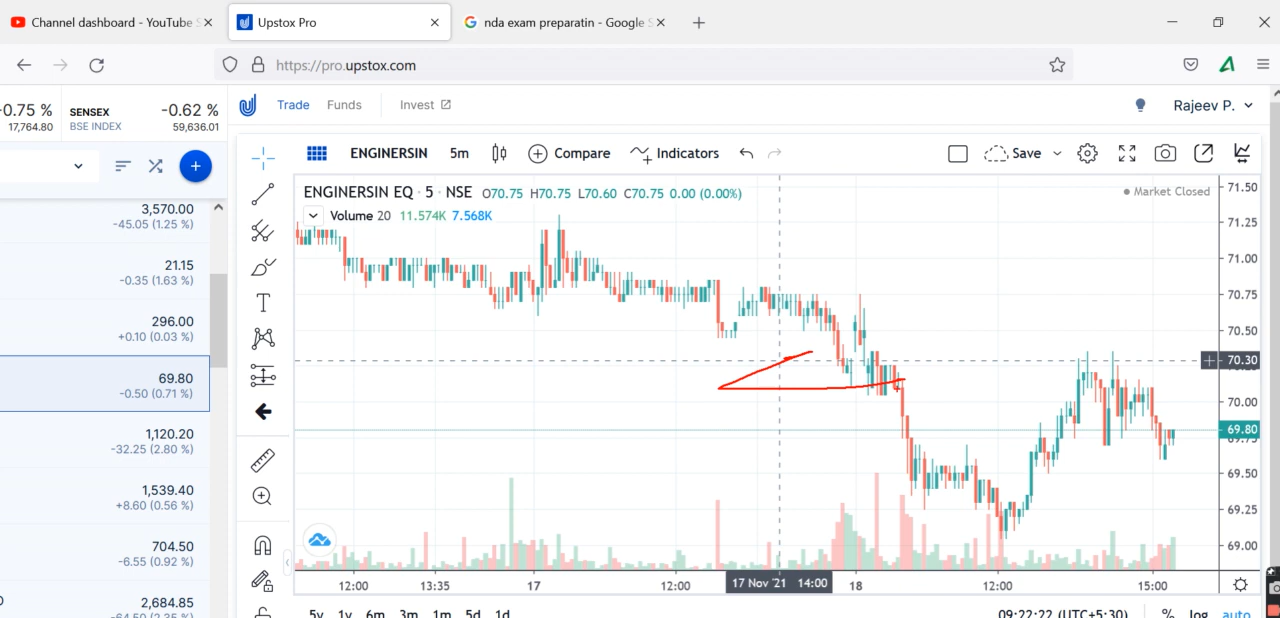 Channel dashboard - YouTube S
Upstox Pro
nda exam preparatin - Google S
https://pro.upstox.com
-0.75 %
17,764.80
SENSEX
BSE INDEX
-0.62 %
59,636.01
Trade
Funds
Invest
Rajeev P.
3,570.00
-45.05 (1.25 %)
21.15
-0.35 (1.63 %)
296.00
+0.10 (0.03 %)
69.80
-0.50 (0.71 %)
1,120.20
-32.25 (2.80 %)
1,539.40
+8.60 (0.56 %)
704.50
-6.55 (0.92 %)
2,684.85
-64.50 (2.35 %)
ENGINERSIN
5m
Compare
Indicators
Save
ENGINERSIN EQ · 5 · NSE O70.75 H70.75 L70.60 C70.75 0.00 (0.00%)
Market Closed
Volume 20 11.574K 7.568K
71.50
71.25
71.00
70.75
70.50
70.30
70.00
69.80
69.50
69.25
69.00
12:00
13:35
17
12:00
17 Nov '21 14:00
18
12:00
15:00
5y 1y 6m 3m 1m 5d 1d
09:22:22 (UTC+5:30)
% log auto